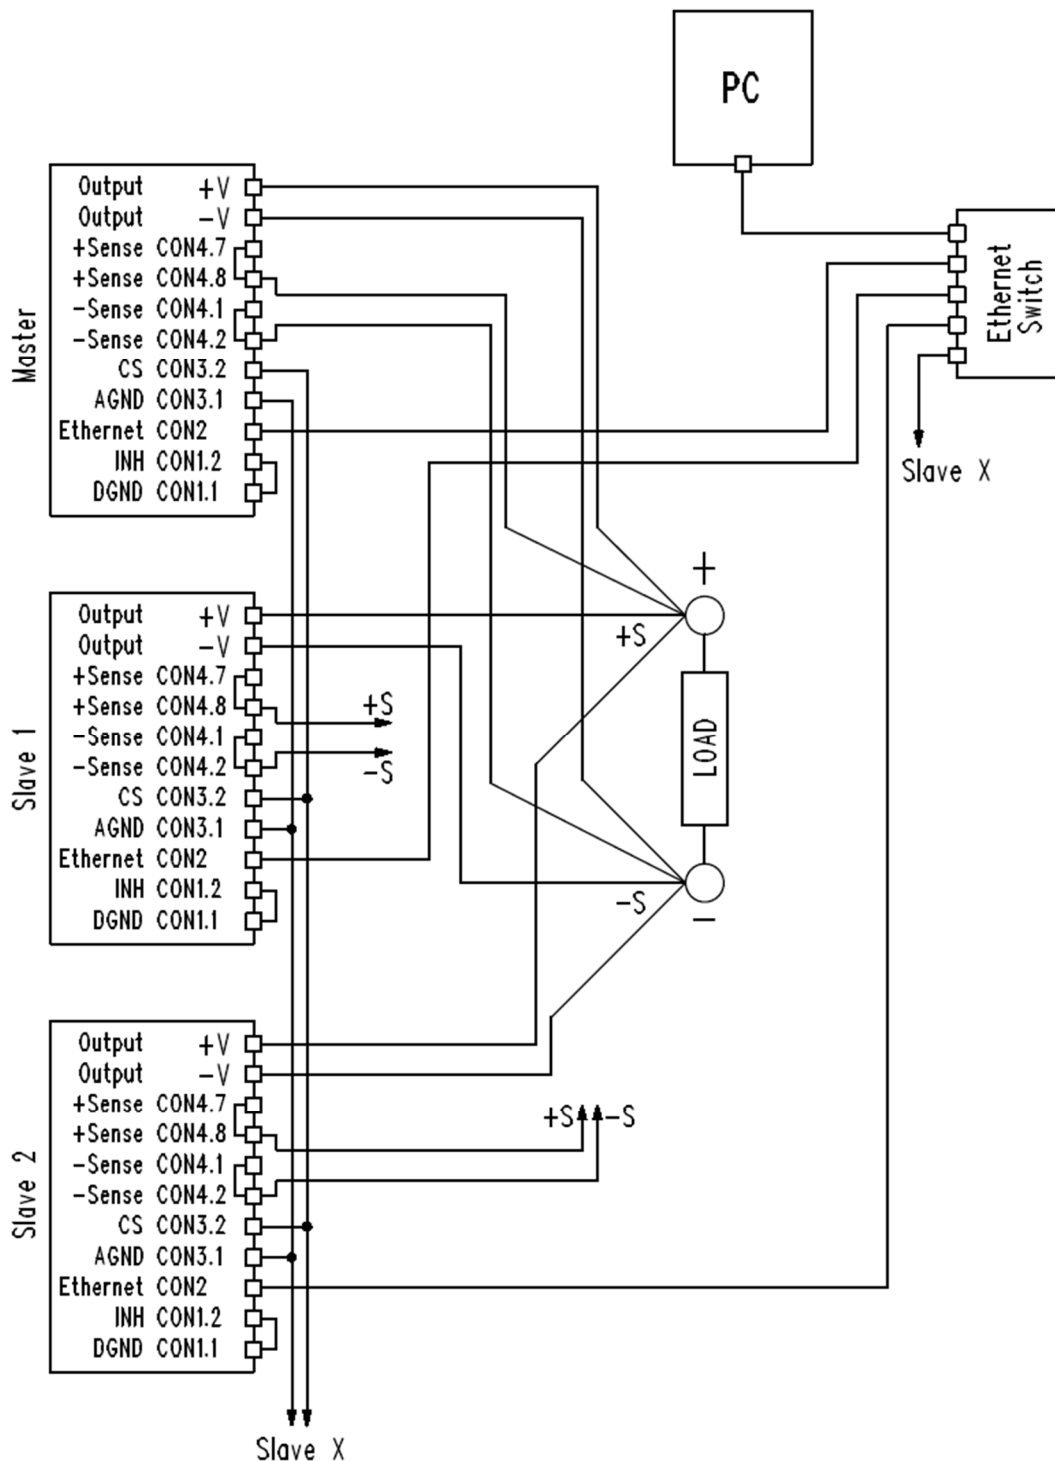 PC
Ethernet
Switch
Slave X
Master
Output +V
Output -V
+Sense CON4.7
+Sense CON4.8
-Sense CON4.1
-Sense CON4.2
CS CON3.2
AGND CON3.1
Ethernet CON2
INH CON1.2
DGND CON1.1
Slave 1
Output +V
Output -V
+Sense CON4.7
+Sense CON4.8
-Sense CON4.1
-Sense CON4.2
CS CON3.2
AGND CON3.1
Ethernet CON2
INH CON1.2
DGND CON1.1
+S
-S
+
+S
LOAD
-S
-
Slave 2
Output +V
Output -V
+Sense CON4.7
+Sense CON4.8
-Sense CON4.1
-Sense CON4.2
CS CON3.2
AGND CON3.1
Ethernet CON2
INH CON1.2
DGND CON1.1
+S -S
Slave X